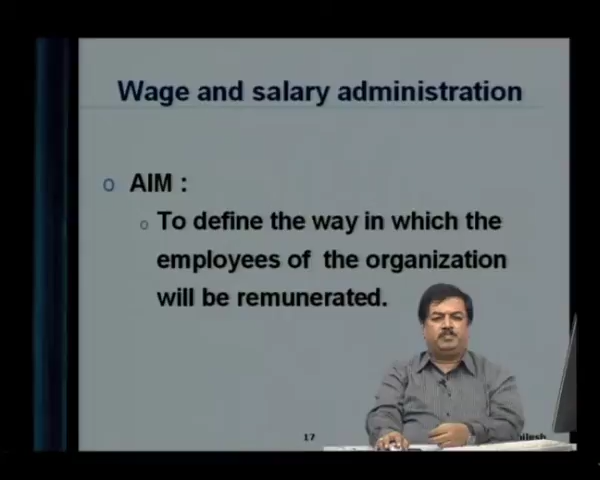 Wage and salary administration
o AIM :
o To define the way in which the
employees of the organization
will be remunerated.
17